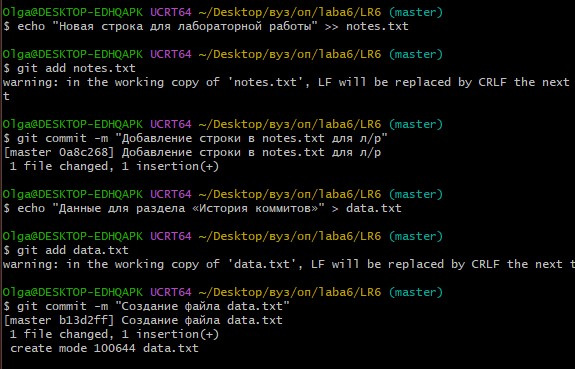 Olga@DESKTOP-EDHQAPK UCRT64 ~/Desktop/вуз/оп/laba6/LR6 (master)
$ echo "Новая строка для лабораторной работы" >> notes.txt
Olga@DESKTOP-EDHQAPK UCRT64 ~/Desktop/вуз/оп/laba6/LR6 (master)
$ git add notes.txt
warning: in the working copy of 'notes.txt', LF will be replaced by CRLF the next
t
Olga@DESKTOP-EDHQAPK UCRT64 ~/Desktop/вуз/оп/laba6/LR6 (master)
$ git commit -m "Добавление строки в notes.txt для л/р"
[master 0a8c268] Добавление строки в notes.txt для л/р
1 file changed, 1 insertion(+)
Olga@DESKTOP-EDHQAPK UCRT64 ~/Desktop/вуз/оп/laba6/LR6 (master)
$ echo "Данные для раздела «История коммитов»" > data.txt
Olga@DESKTOP-EDHQAPK UCRT64 ~/Desktop/вуз/оп/laba6/LR6 (master)
$ git add data.txt
warning: in the working copy of 'data.txt', LF will be replaced by CRLF the next t
Olga@DESKTOP-EDHQAPK UCRT64 ~/Desktop/вуз/оп/laba6/LR6 (master)
$ git commit -m "Создание файла data.txt"
[master b13d2ff] Создание файла data.txt
1 file changed, 1 insertion(+)
create mode 100644 data.txt